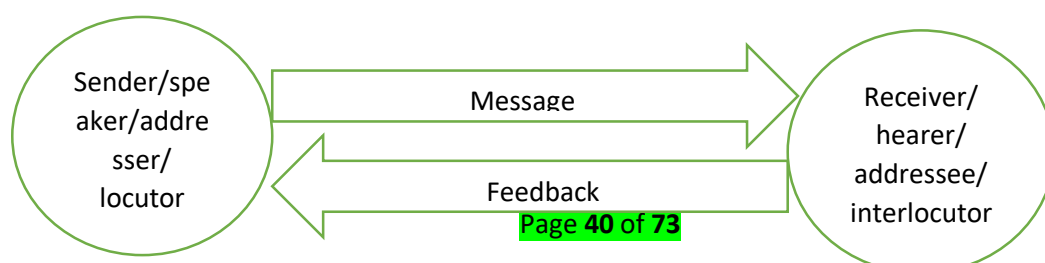 Sender/spe
aker/addre
sser/
locutor
Message
Feedback
Receiver/
hearer/
addressee/
interlocutor
Page 40 of 73